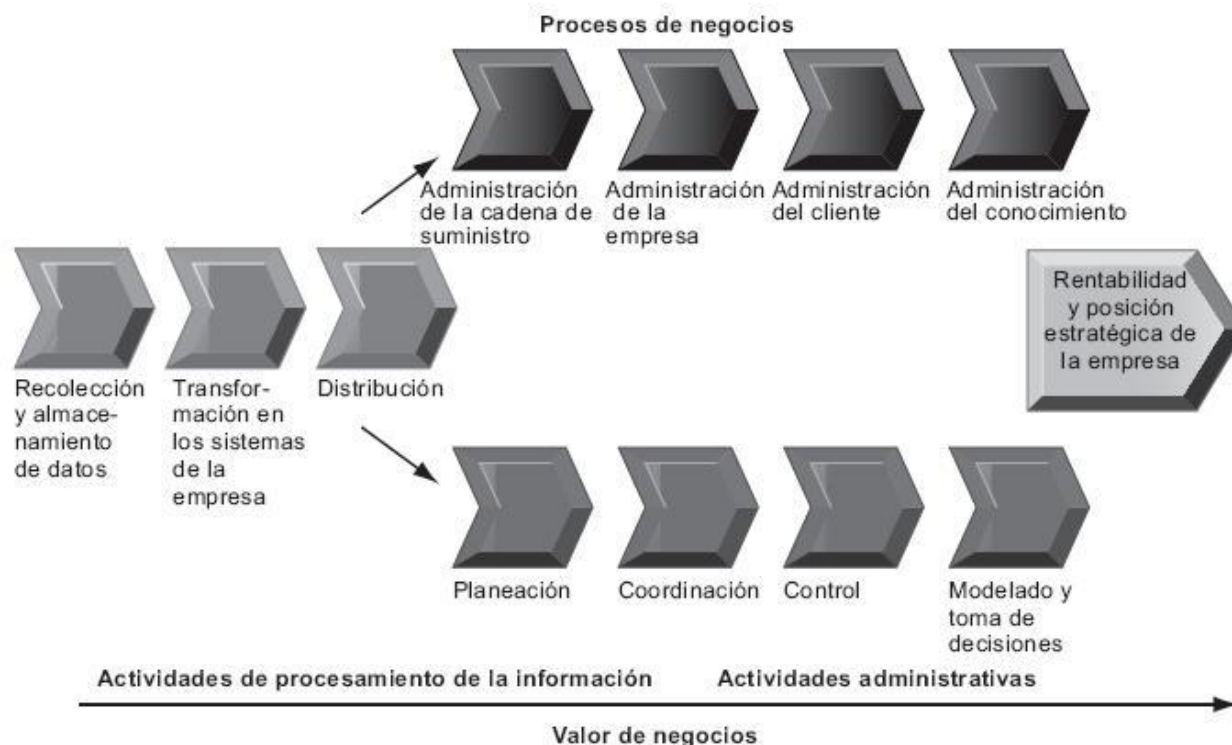 Procesos de negocios
Administración
de la cadena de
suministro
Administración
de la
empresa
Administración
del cliente
Administración
del conocimiento
Rentabilidad
y posición
estratégica de
la empresa
Recolección
y almace-
namiento
de datos
Transfor-
mación en
los sistemas
de la
empresa
Distribución
Planeación
Coordinación
Control
Modelado y
toma de
decisiones
Actividades de procesamiento de la información
Actividades administrativas
Valor de negocios